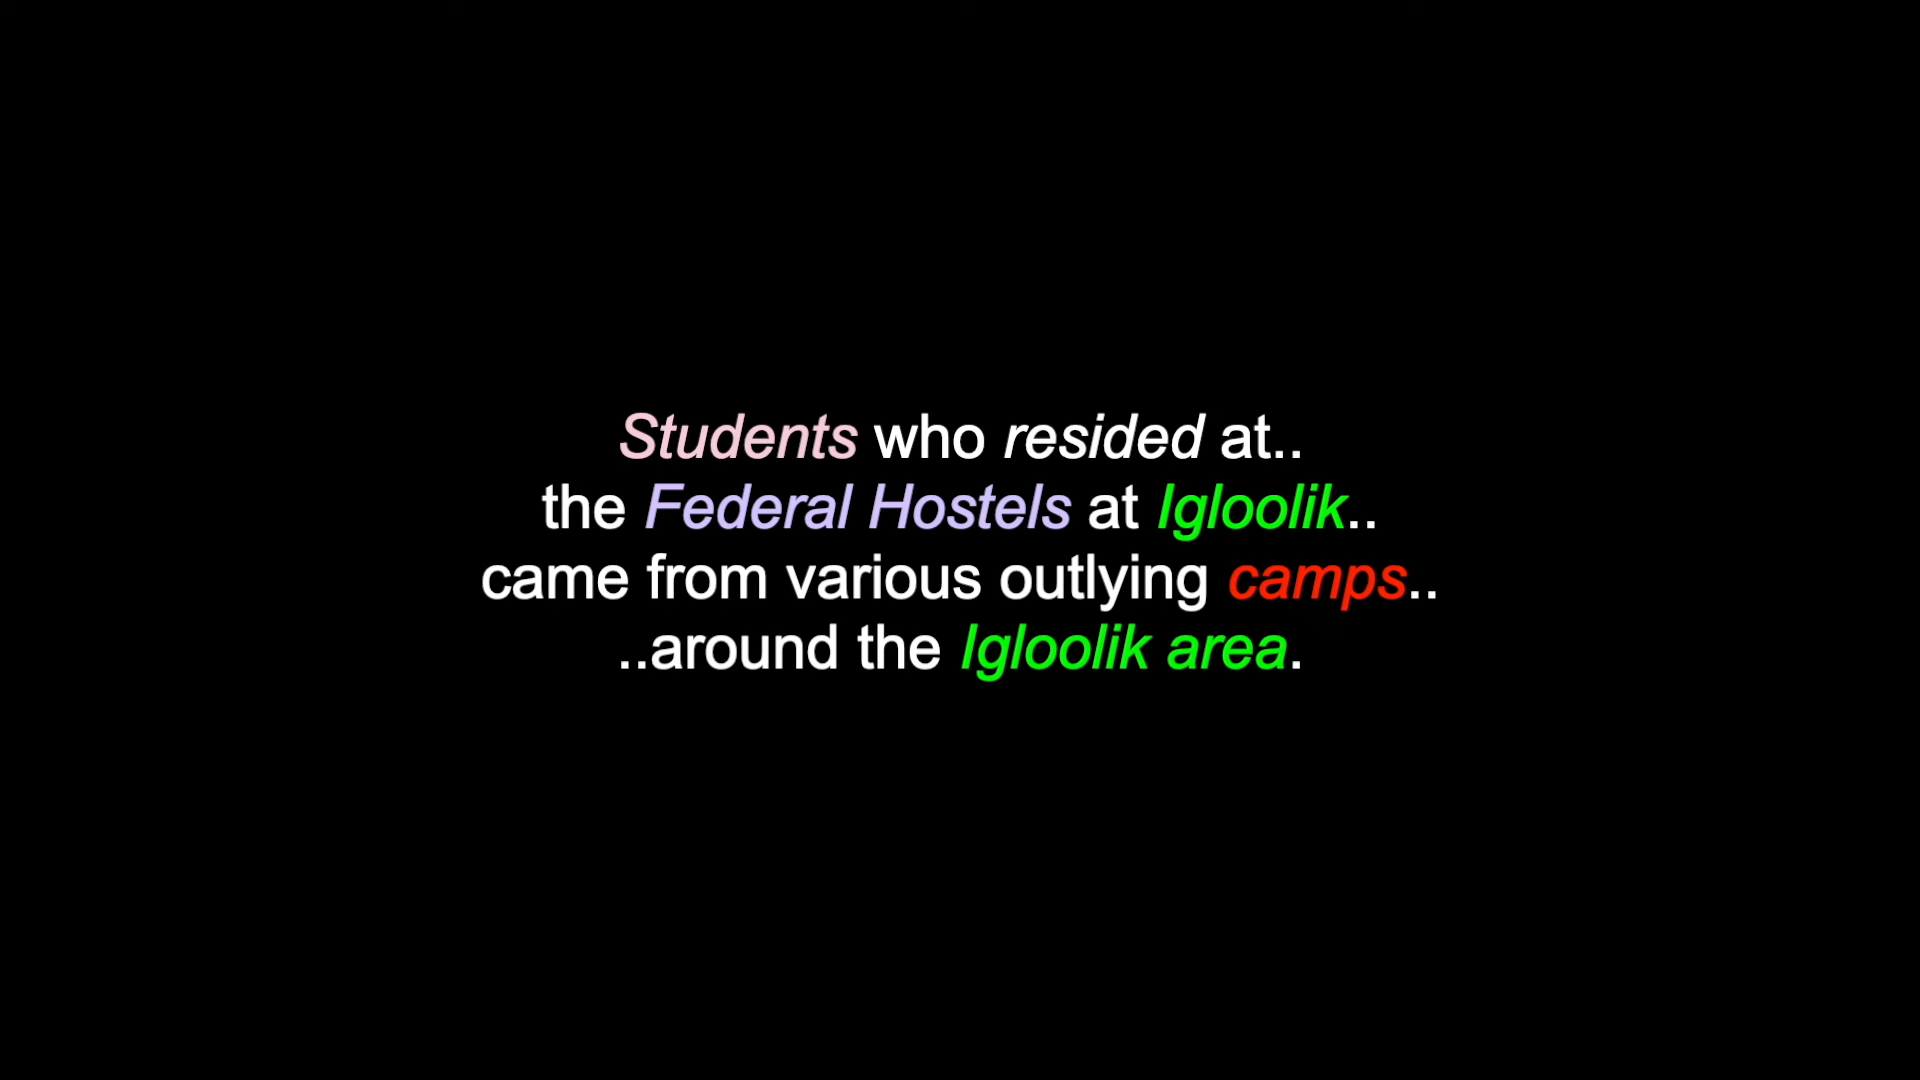 Students who resided at..
the Federal Hostels at Igloolik..
came from various outlying camps..
..around the Igloolik area.